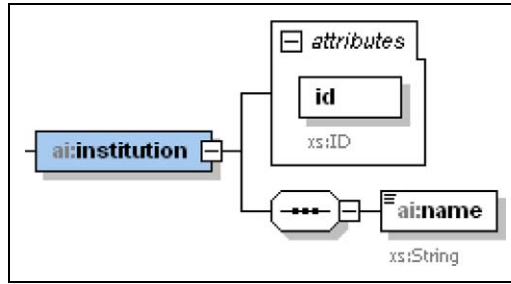 attributes
id
xs:ID
ai:institution
ai:name
xs:String